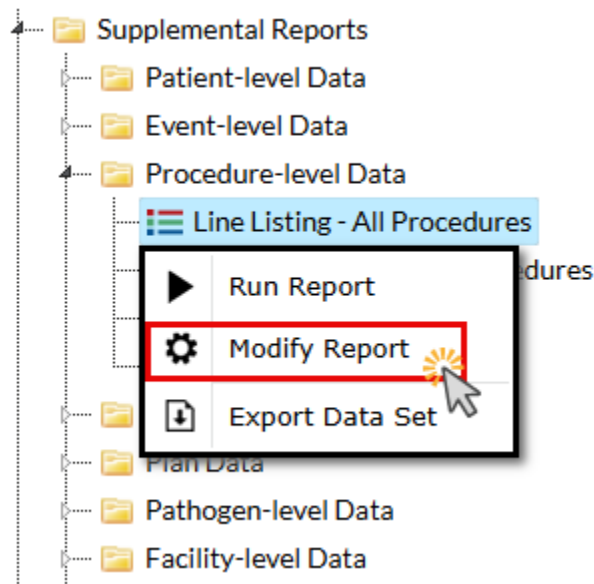 Supplemental Reports
Patient-level Data
Event-level Data
Procedure-level Data
Line Listing - All Procedures
Run Report
dures
Modify Report
Export Data Set
Plan Data
Pathogen-level Data
Facility-level Data